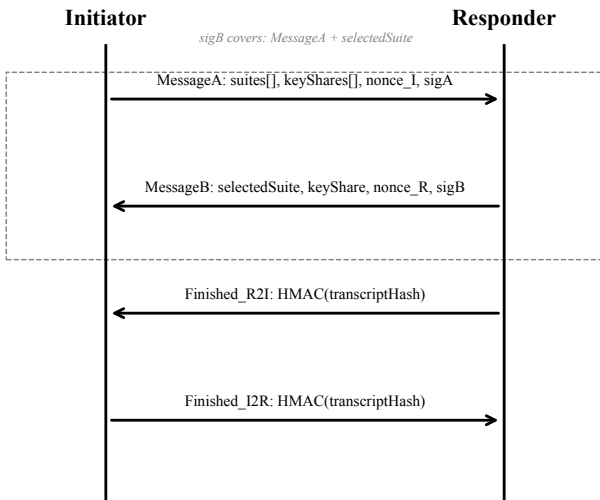 Initiator
Responder
sigB covers: MessageA + selectedSuite
MessageA: suites[], keyShares[], nonce_I, sigA
MessageB: selectedSuite, keyShare, nonce_R, sigB
Finished_R2I: HMAC(transcriptHash)
Finished_I2R: HMAC(transcriptHash)